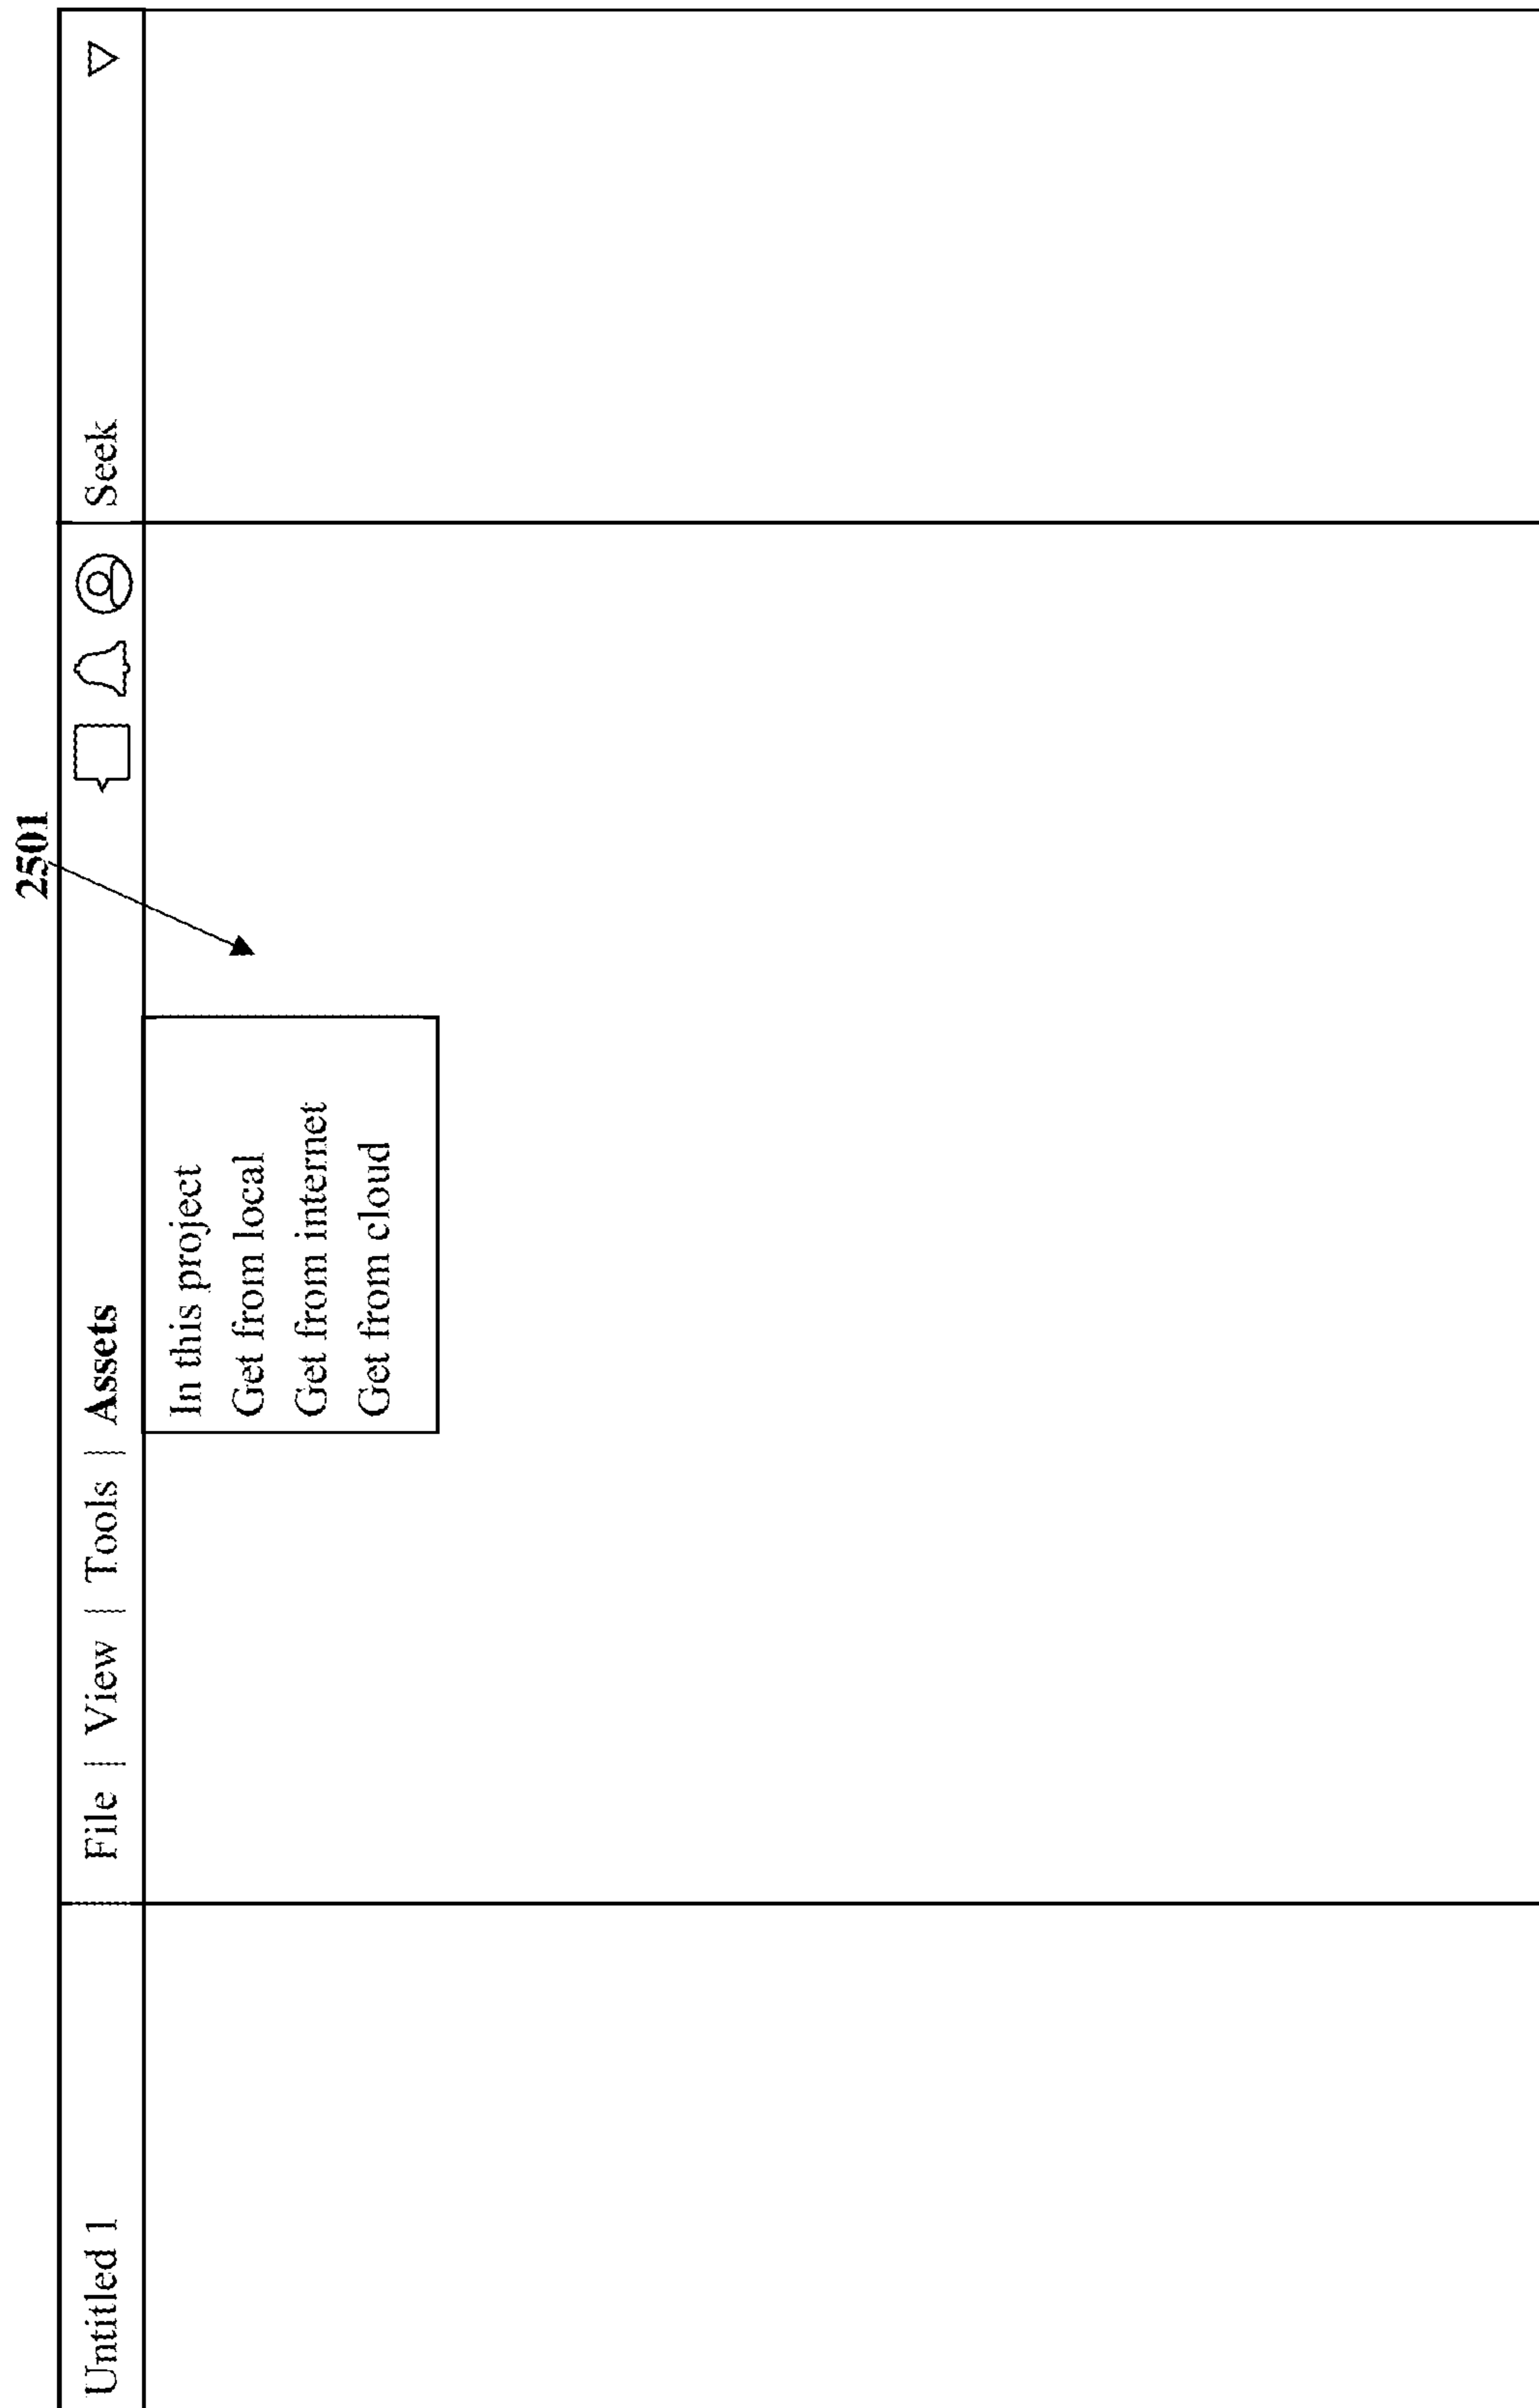 2501
Untitled 1
File | View | Tools | Assets
Seek
In this project
Get from local
Get from internet
Get from cloud